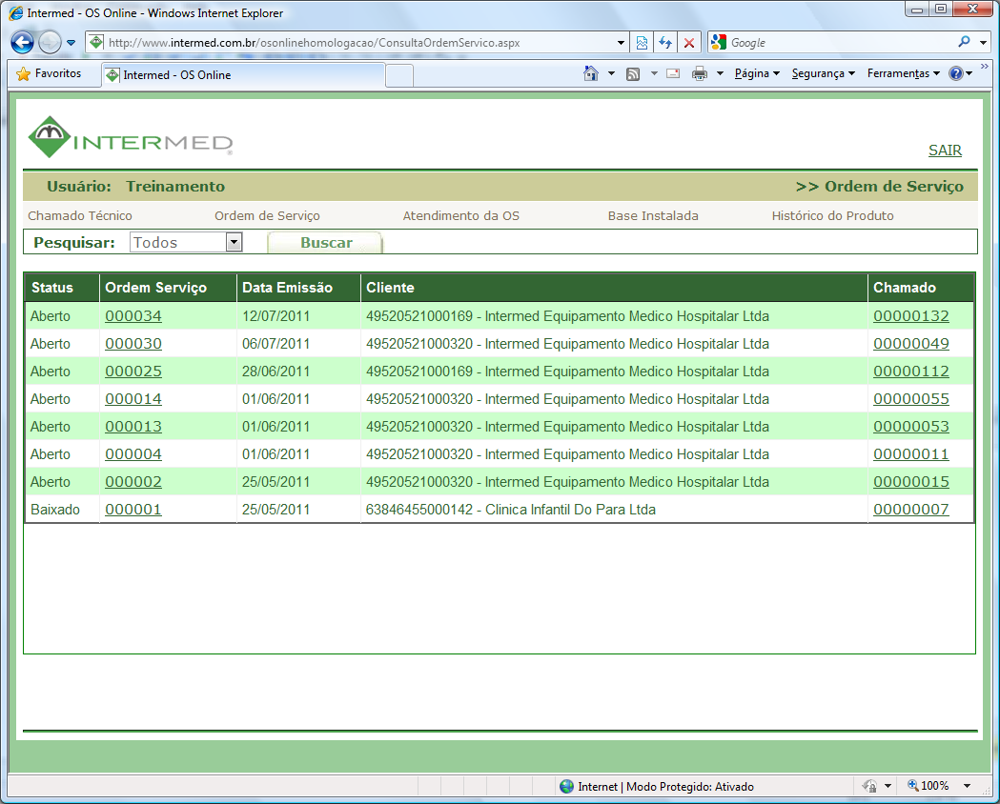 Intermed - OS Online - Windows Internet Explorer
http://www.intermed.com.br/osonlinehomologacao/ConsultaOrdemServico.aspx
Google
Favoritos
Intermed - OS Online
Página
Segurança
Ferramentas
»
INTERMED®
SAIR
Usuário: Treinamento
>> Ordem de Serviço
Chamado Técnico
Ordem de Serviço
Atendimento da OS
Base Instalada
Histórico do Produto
Pesquisar: Todos
Buscar
Status Ordem Serviço Data Emissão Cliente Chamado
Aberto 000034 12/07/2011 49520521000169 - Intermed Equipamento Medico Hospitalar Ltda 00000132
Aberto 000030 06/07/2011 49520521000320 - Intermed Equipamento Medico Hospitalar Ltda 00000049
Aberto 000025 28/06/2011 49520521000169 - Intermed Equipamento Medico Hospitalar Ltda 00000112
Aberto 000014 01/06/2011 49520521000320 - Intermed Equipamento Medico Hospitalar Ltda 00000055
Aberto 000013 01/06/2011 49520521000320 - Intermed Equipamento Medico Hospitalar Ltda 00000053
Aberto 000004 01/06/2011 49520521000320 - Intermed Equipamento Medico Hospitalar Ltda 00000011
Aberto 000002 25/05/2011 49520521000320 - Intermed Equipamento Medico Hospitalar Ltda 00000015
Baixado 000001 25/05/2011 63846455000142 - Clinica Infantil Do Para Ltda 00000007
Internet | Modo Protegido: Ativado
100%